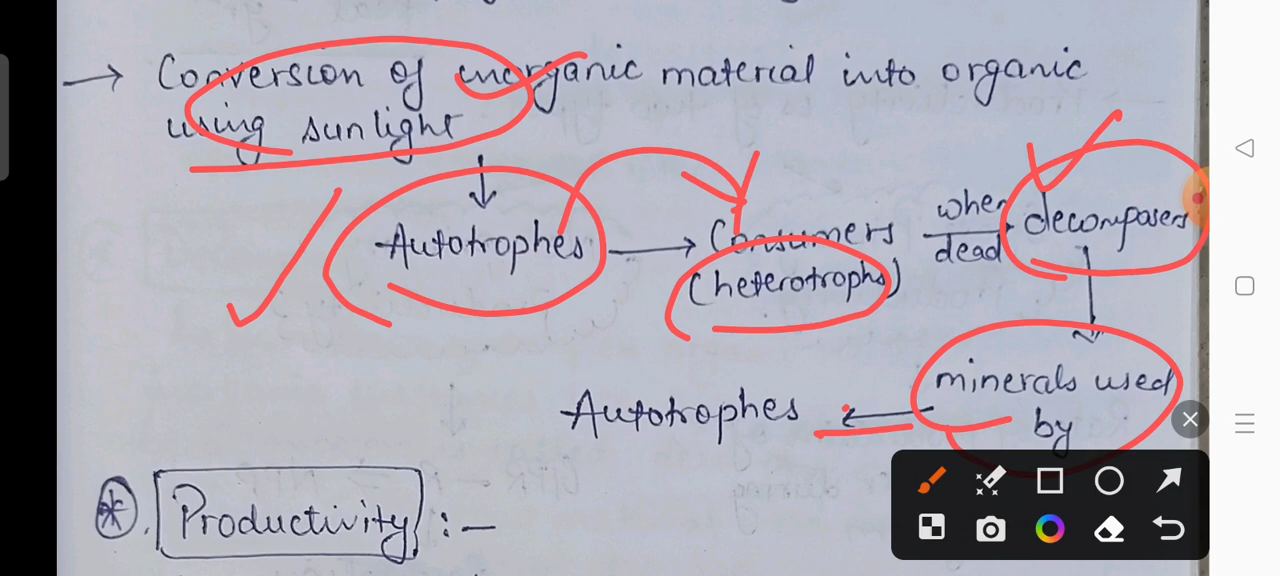 → Conversion of inorganic material into organic
using sunlight
↓
Autotrophes → Consumers when dead → decomposers
(heterotrophs)
↓
minerals used
by
Autotrophes ←
*. Productivity :-